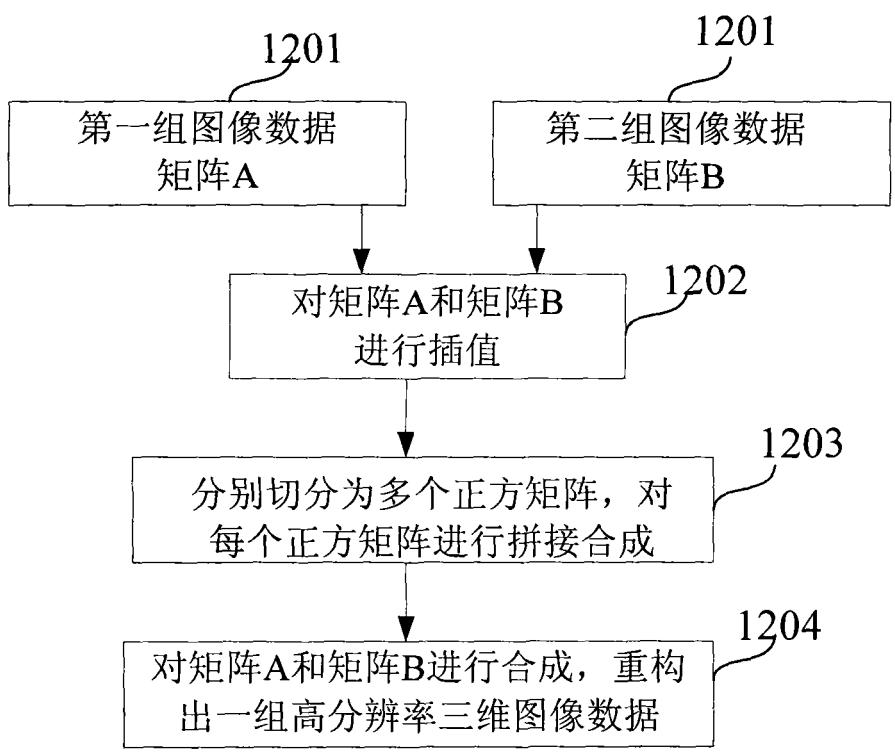 1201
1201
第一组图像数据
矩阵A
第二组图像数据
矩阵B
1202
对矩阵A和矩阵B
进行插值
1203
分别切分为多个正方矩阵，对
每个正方矩阵进行拼接合成
1204
对矩阵A和矩阵B进行合成，重构
出一组高分辨率三维图像数据